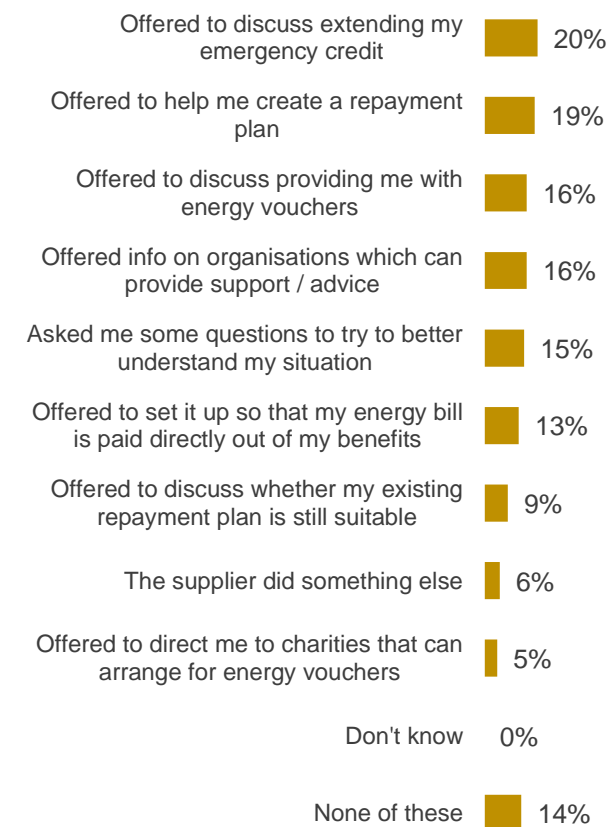 Offered to discuss extending my
emergency credit
20%
Offered to help me create a repayment
plan
19%
Offered to discuss providing me with
energy vouchers
16%
Offered info on organisations which can
provide support / advice
16%
Asked me some questions to try to better
understand my situation
15%
Offered to set it up so that my energy bill
is paid directly out of my benefits
13%
Offered to discuss whether my existing
repayment plan is still suitable
9%
The supplier did something else
6%
Offered to direct me to charities that can
arrange for energy vouchers
5%
Don't know
0%
None of these
14%